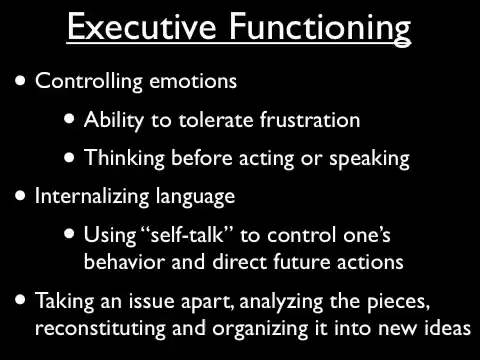 Executive Functioning
• Controlling emotions
• Ability to tolerate frustration
• Thinking before acting or speaking
• Internalizing language
• Using “self-talk” to control one’s
behavior and direct future actions
• Taking an issue apart, analyzing the pieces,
reconstituting and organizing it into new ideas